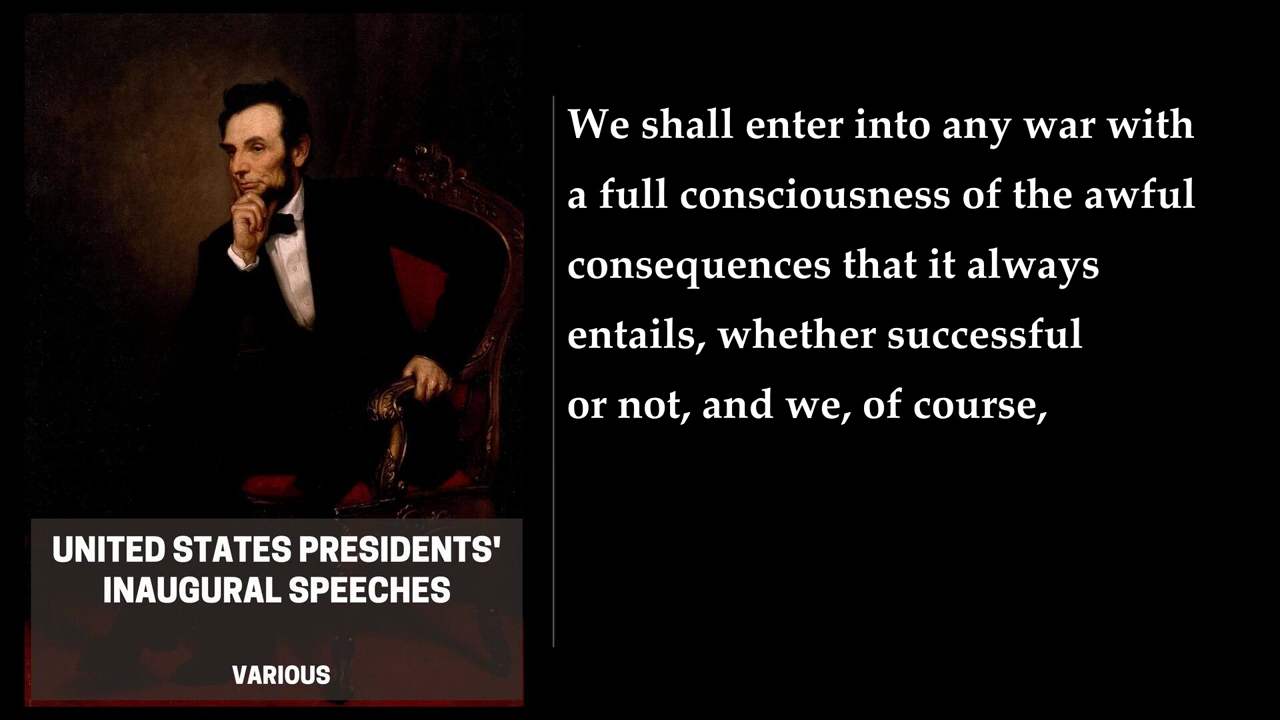 We shall enter into any war with
a full consciousness of the awful
consequences that it always
entails, whether successful
or not, and we, of course,
UNITED STATES PRESIDENTS'
INAUGURAL SPEECHES
VARIOUS